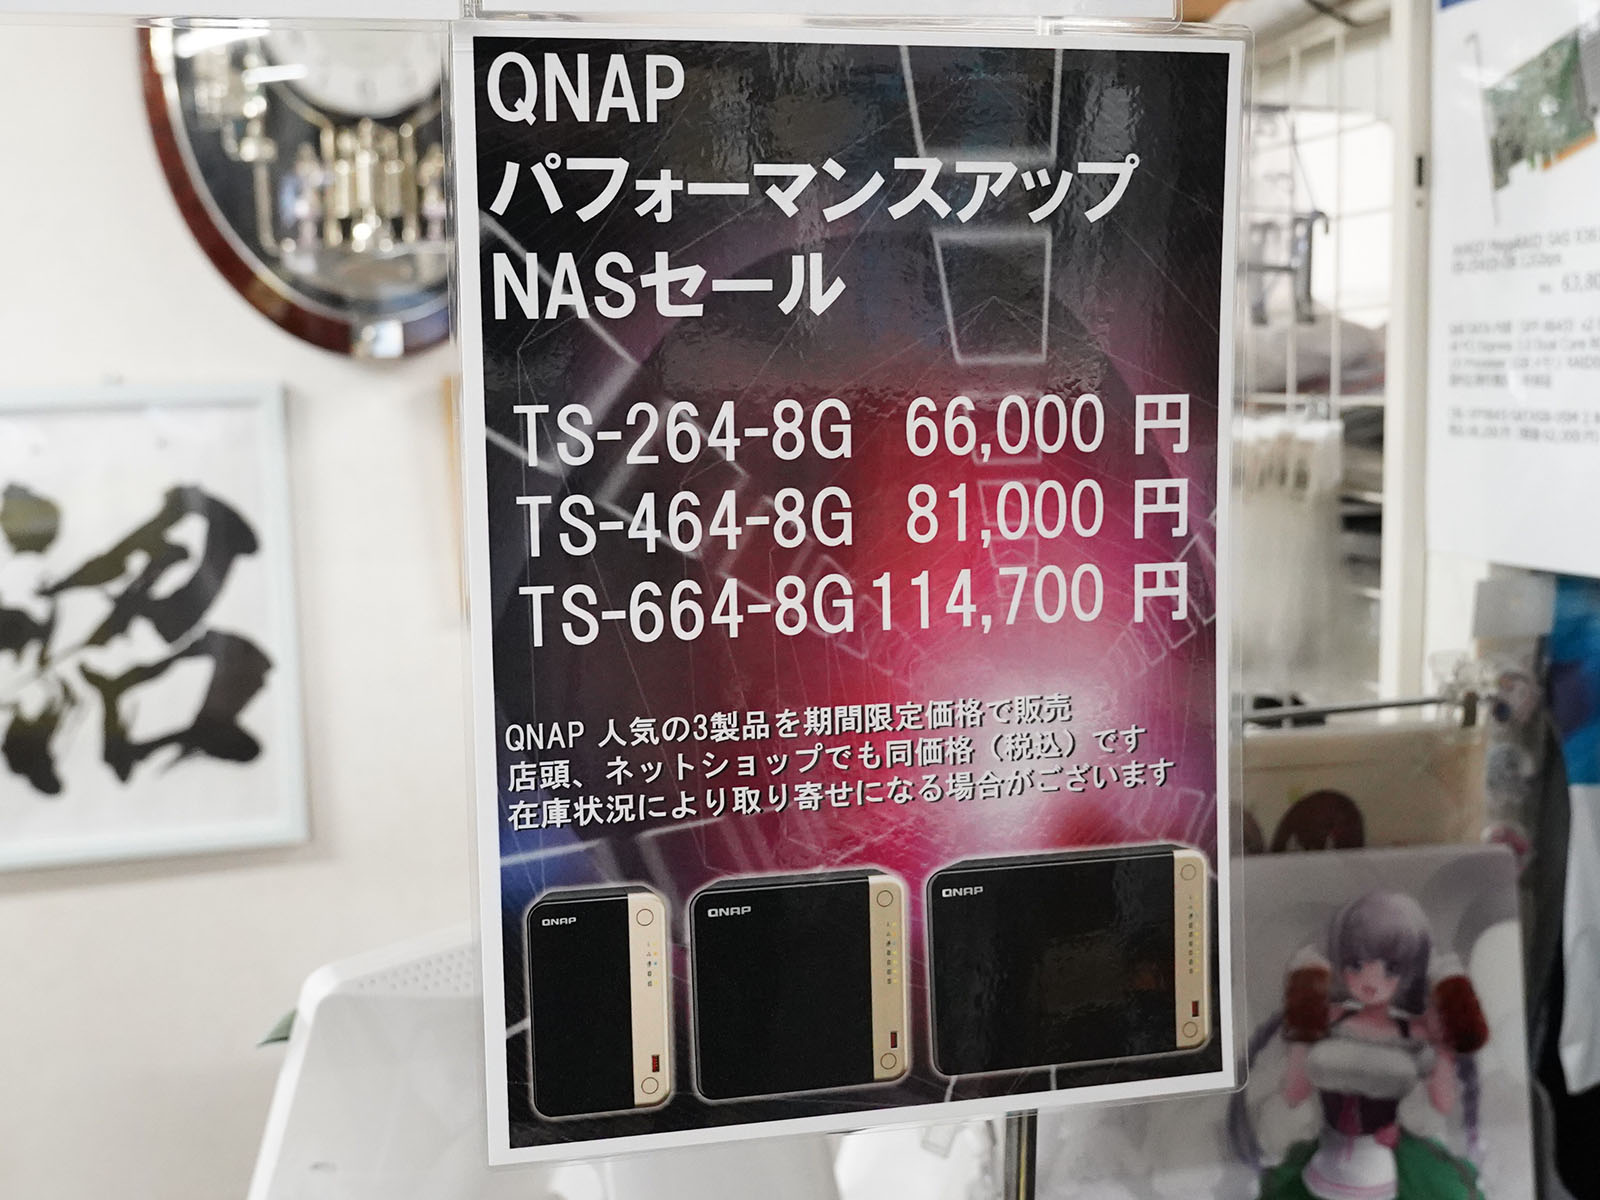 QNAP
パフォーマンスアップ
NASセール
TS-264-8G 66,000 円
TS-464-8G 81,000 円
TS-664-8G 114,700 円
QNAP 人気の3製品を期間限定価格で販売
店頭、ネットショップでも同価格（税込）です
在庫状況により取り寄せになる場合がございます
QNAP
QNAP
QNAP
沼